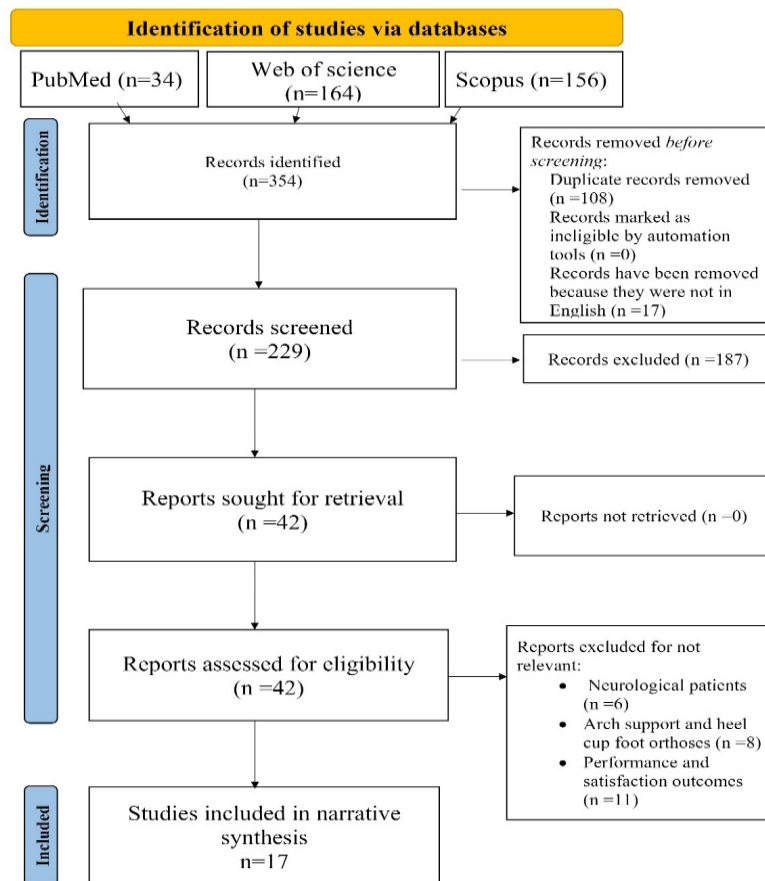 Identification of studies via databases
PubMed (n=34)
Web of science
(n=164)
Scopus (n=156)
Identification
Records identified
(n=354)
Records removed before
screening:
Duplicate records removed
(n =108)
Records marked as
ineligible by automation
tools (n =0)
Records have been removed
because they were not in
English (n =17)
Screening
Records screened
(n =229)
Records excluded (n =187)
Reports sought for retrieval
(n =42)
Reports not retrieved (n =0)
Reports assessed for eligibility
(n =42)
Reports excluded for not
relevant:
• Neurological patients
(n =6)
• Arch support and heel
cup foot orthoses (n =8)
• Performance and
satisfaction outcomes
(n =11)
Included
Studies included in narrative
synthesis
n=17